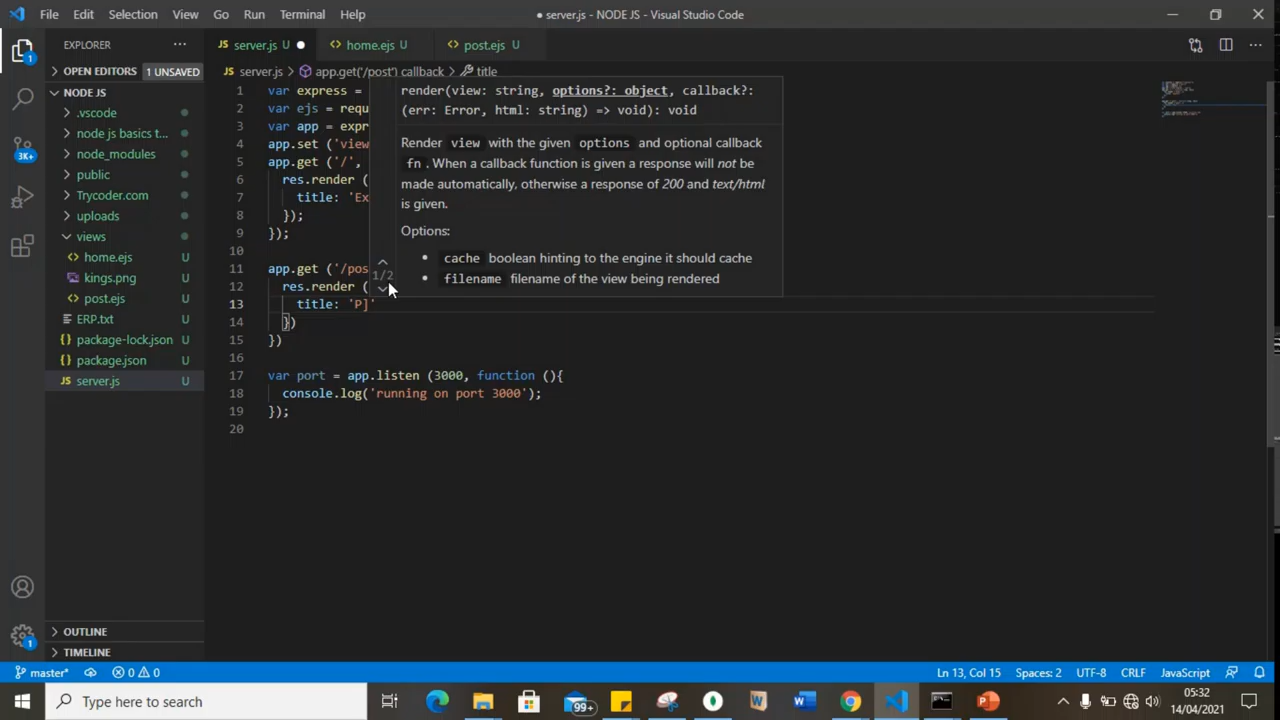 File Edit Selection View Go Run Terminal Help
● server.js - NODE JS - Visual Studio Code
EXPLORER
server.js U
home.ejs U
post.ejs U
OPEN EDITORS 1 UNSAVED
server.js > app.get('/post') callback > title
NODE JS
.vscode
node js basics t...
node_modules
public
Trycoder.com
uploads
views
home.ejs U
kings.png U
post.ejs U
ERP.txt U
package-lock.json U
package.json U
server.js U
OUTLINE
TIMELINE
1 var express =
2 var ejs = requ
3 var app = expr
4 app.set ('view
5 app.get ('/',
6 res.render (
7 title: 'Ex
8 });
9 });
10
11 app.get ('/pos
12 res.render (
13 title: 'P]'
14 })
15 })
16
17 var port = app.listen (3000, function (){
18 console.log('running on port 3000');
19 });
20
render(view: string, options?: object, callback?:
(err: Error, html: string) => void): void
Render view with the given options and optional callback
fn. When a callback function is given a response will not be
made automatically, otherwise a response of 200 and text/html
is given.
Options:
• cache boolean hinting to the engine it should cache
• filename filename of the view being rendered
1/2
1
3K+
1
master* 0 0
Ln 13, Col 15 Spaces: 2 UTF-8 CRLF JavaScript
Type here to search
99+
05:32
14/04/2021